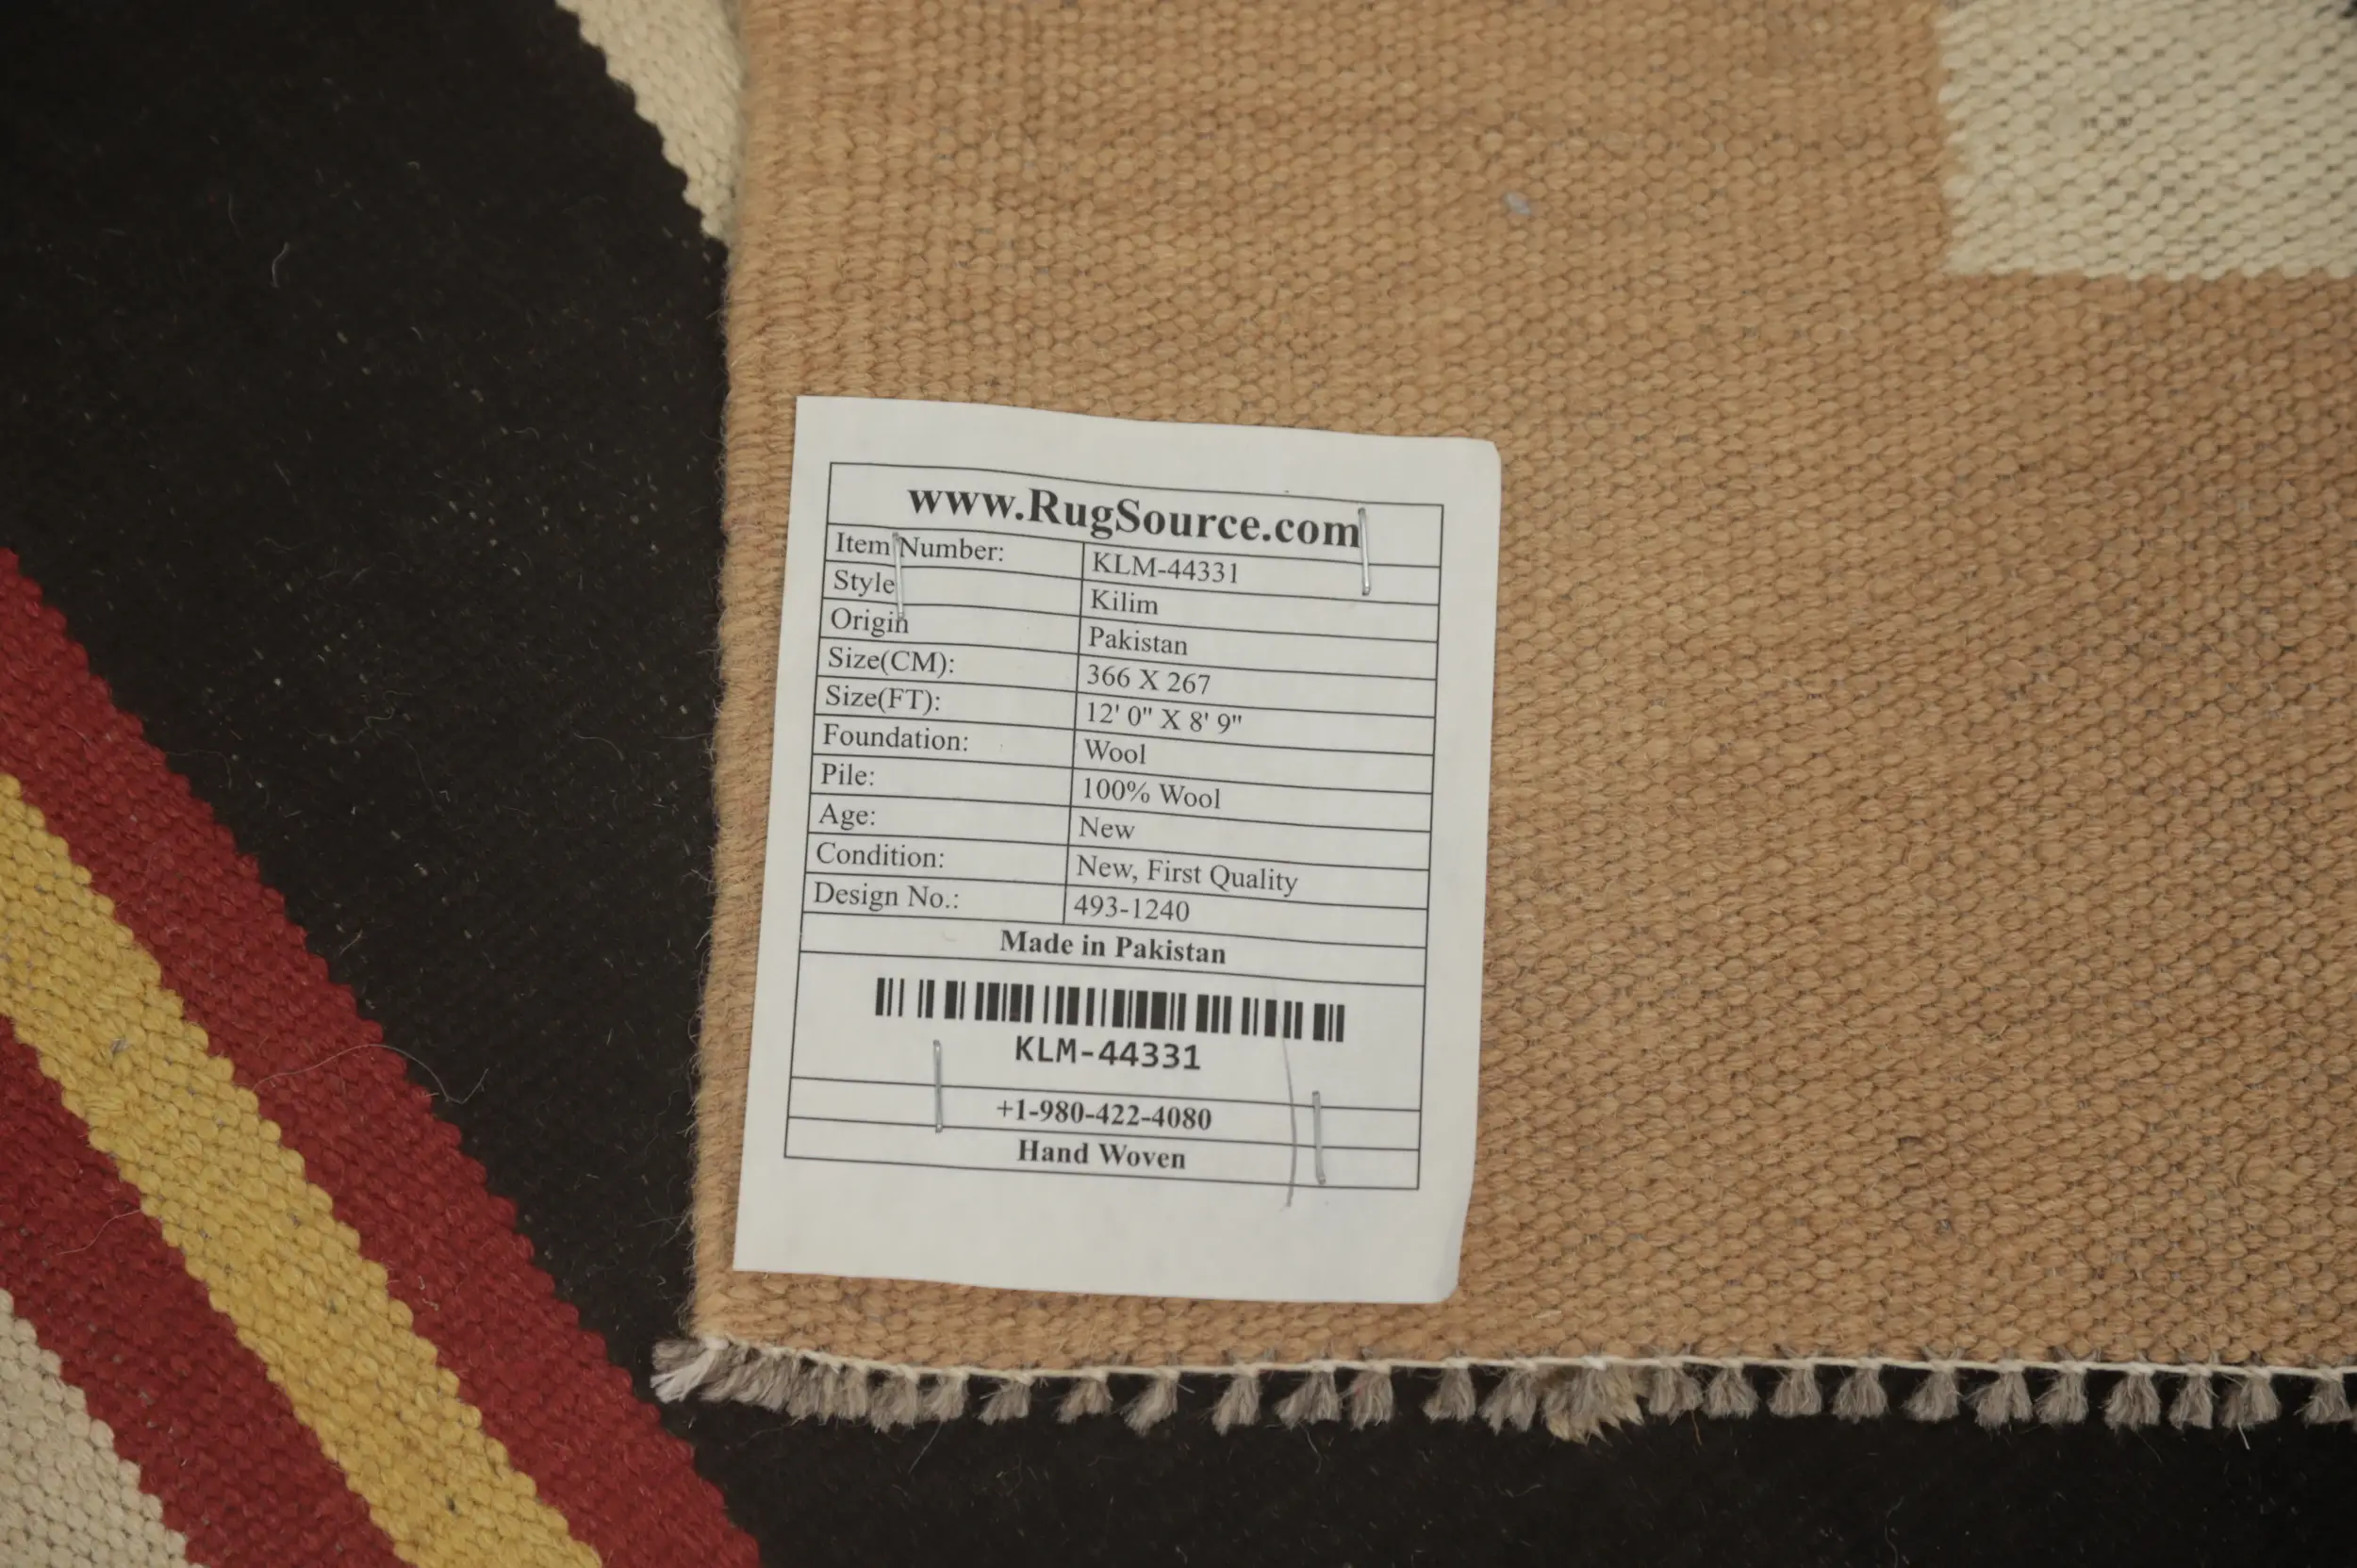 www.RugSource.com
Item Number: KLM-44331
Style Kilim
Origin Pakistan
Size(CM): 366 X 267
Size(FT): 12' 0" X 8' 9"
Foundation: Wool
Pile: 100% Wool
Age: New
Condition: New, First Quality
Design No.: 493-1240
Made in Pakistan
KLM-44331
+1-980-422-4080
Hand Woven